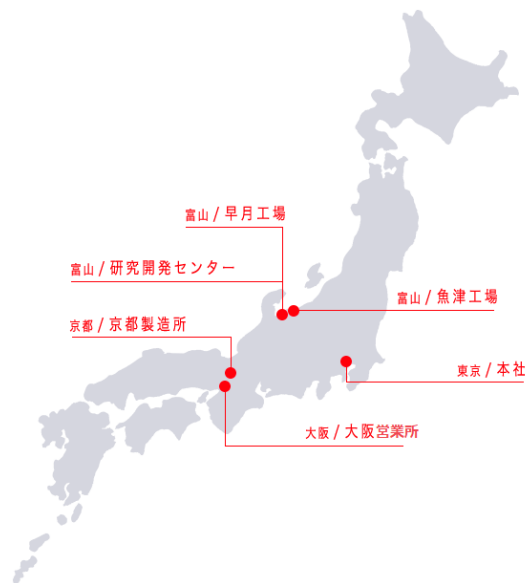 富山 / 早月工場
富山 / 研究開発センター
富山 / 魚津工場
京都 / 京都製造所
東京 / 本社
大阪 / 大阪営業所